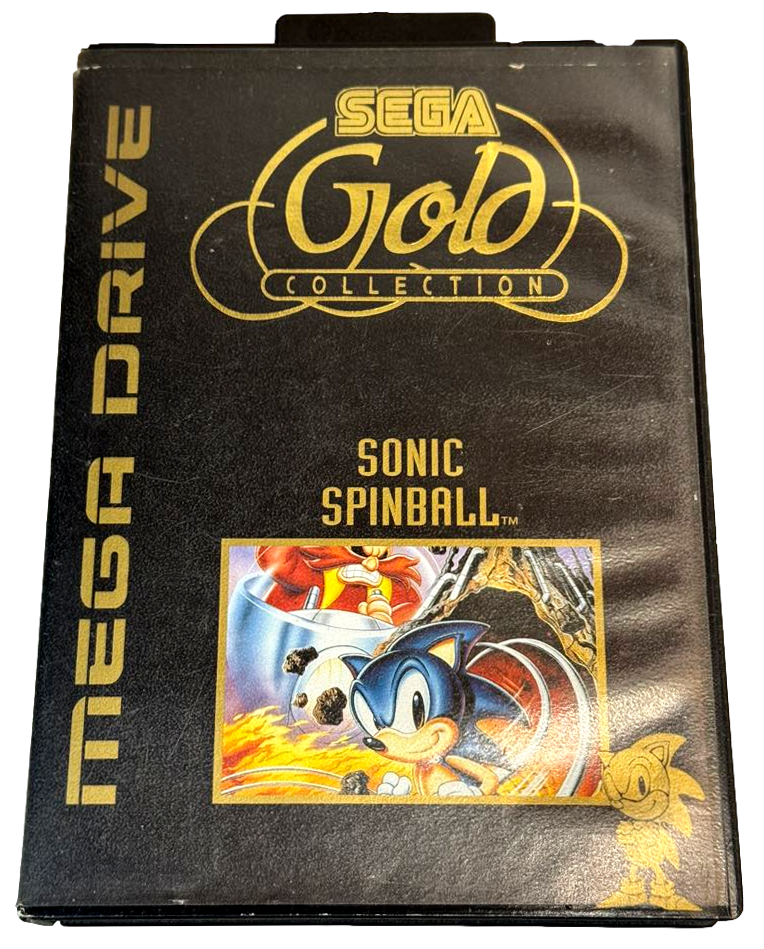 SEGA
Gold
COLLECTION
MEGA DRIVE
SONIC
SPINBALL™